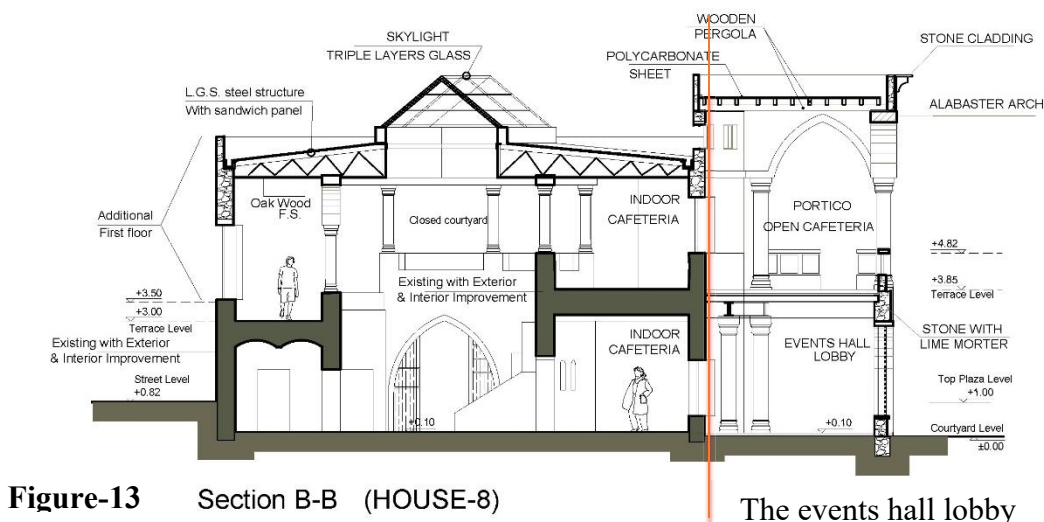 WOODEN
PERGOLA
SKYLIGHT
TRIPLE LAYERS GLASS
STONE CLADDING
POLYCARBONATE
SHEET
L.G.S. steel structure
With sandwich panel
ALABASTER ARCH
Additional
First floor
Oak Wood
F.S.
Closed courtyard
INDOOR
CAFETERIA
PORTICO
OPEN CAFETERIA
+4.82
Existing with Exterior
& Interior Improvement
+3.85
Terrace Level
+3.50
+3.00
Terrace Level
Existing with Exterior
& Interior Improvement
INDOOR
CAFETERIA
EVENTS HALL
LOBBY
STONE WITH
LIME MORTER
Street Level
+0.82
Top Plaza Level
+1.00
+0.10
+0.10
Courtyard Level
±0.00
Figure-13 Section B-B (HOUSE-8)
The events hall lobby